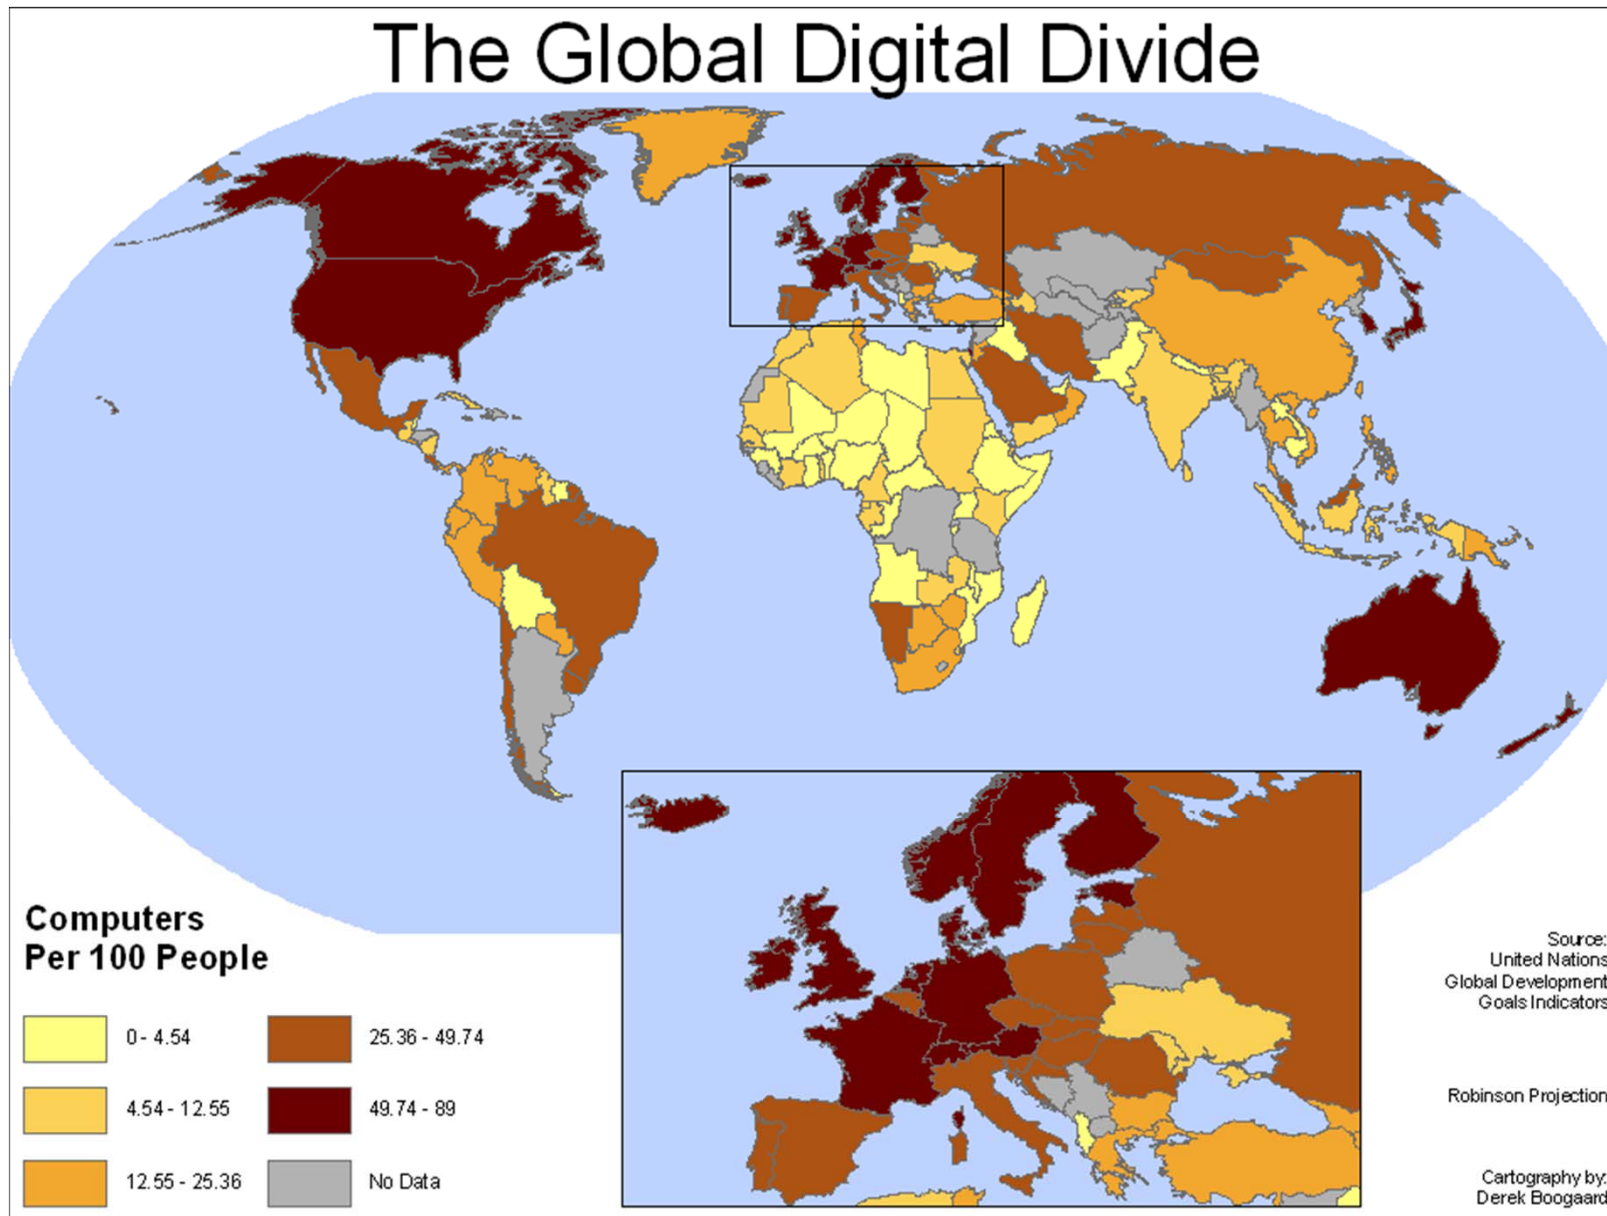 The Global Digital Divide
Computers
Per 100 People
0 - 4.54
25.36 - 49.74
4.54 - 12.55
49.74 - 89
12.55 - 25.36
No Data
Source:
United Nations
Global Development
Goals Indicators
Robinson Projection
Cartography by:
Derek Boogaard